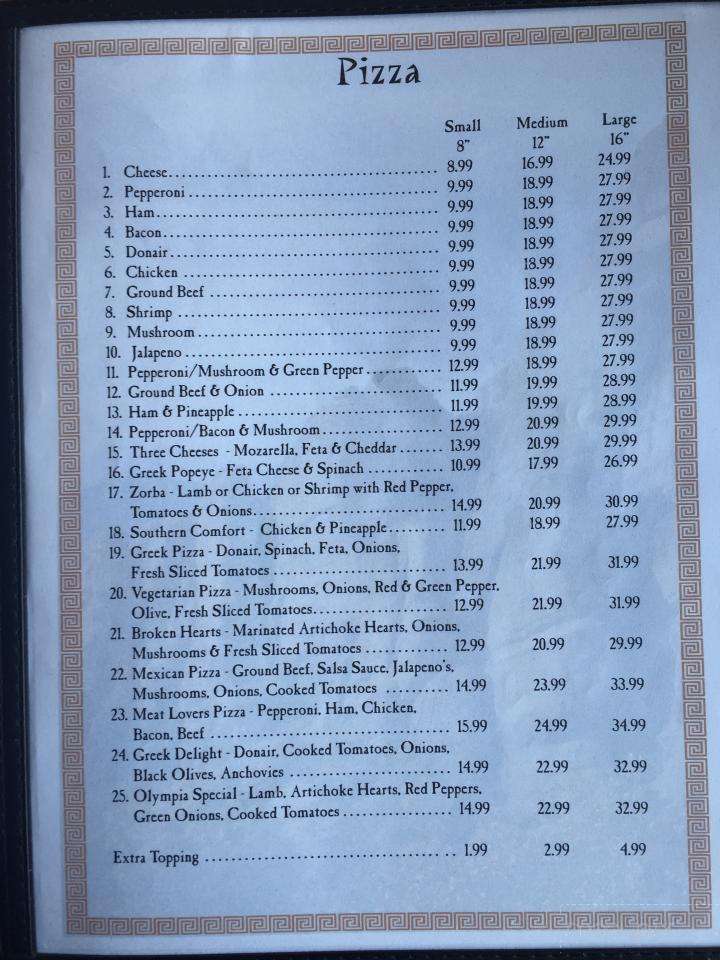 Pizza
Small Medium Large
8" 12" 16"
1. Cheese........ 8.99 16.99 24.99
2. Pepperoni ........ 9.99 18.99 27.99
3. Ham........ 9.99 18.99 27.99
4. Bacon........ 9.99 18.99 27.99
5. Donair........ 9.99 18.99 27.99
6. Chicken ........ 9.99 18.99 27.99
7. Ground Beef ........ 9.99 18.99 27.99
8. Shrimp ........ 9.99 18.99 27.99
9. Mushroom ........ 9.99 18.99 27.99
10. Jalapeno ........ 9.99 18.99 27.99
11. Pepperoni/Mushroom & Green Pepper ........ 12.99 18.99 27.99
12. Ground Beef & Onion ........ 11.99 19.99 28.99
13. Ham & Pineapple ........ 11.99 19.99 28.99
14. Pepperoni/Bacon & Mushroom ........ 12.99 20.99 29.99
15. Three Cheeses - Mozarella, Feta & Cheddar ....... 13.99 20.99 29.99
16. Greek Popeye - Feta Cheese & Spinach ........ 10.99 17.99 26.99
17. Zorba - Lamb or Chicken or Shrimp with Red Pepper,
Tomatoes & Onions........ 14.99 20.99 30.99
18. Southern Comfort - Chicken & Pineapple........ 11.99 18.99 27.99
19. Greek Pizza - Donair, Spinach, Feta, Onions,
Fresh Sliced Tomatoes ........ 13.99 21.99 31.99
20. Vegetarian Pizza - Mushrooms, Onions, Red & Green Pepper,
Olive, Fresh Sliced Tomatoes........ 12.99 21.99 31.99
21. Broken Hearts - Marinated Artichoke Hearts, Onions,
Mushrooms & Fresh Sliced Tomatoes ........ 12.99 20.99 29.99
22. Mexican Pizza - Ground Beef, Salsa Sauce, Jalapeno's,
Mushrooms, Onions, Cooked Tomatoes ........ 14.99 23.99 33.99
23. Meat Lovers Pizza - Pepperoni, Ham, Chicken,
Bacon, Beef ........ 15.99 24.99 34.99
24. Greek Delight - Donair, Cooked Tomatoes, Onions,
Black Olives, Anchovies ........ 14.99 22.99 32.99
25. Olympia Special - Lamb, Artichoke Hearts, Red Peppers,
Green Onions, Cooked Tomatoes ........ 14.99 22.99 32.99
Extra Topping ........ 1.99 2.99 4.99